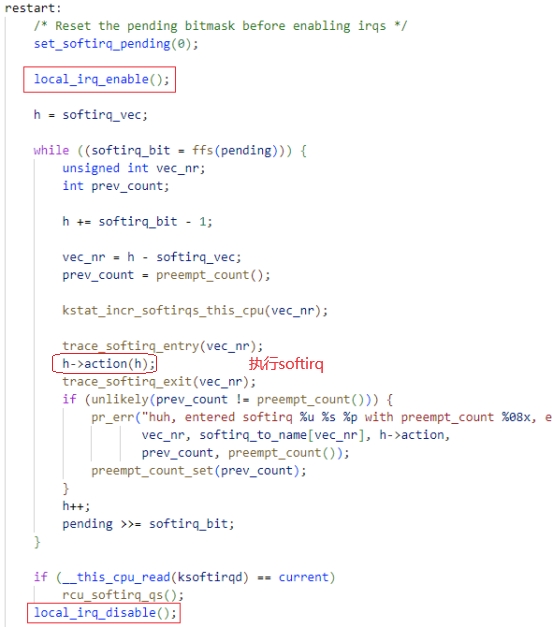 restart:
/* Reset the pending bitmask before enabling irqs */
set_softirq_pending(0);
local_irq_enable();
h = softirq_vec;
while ((softirq_bit = ffs(pending))) {
unsigned int vec_nr;
int prev_count;
h += softirq_bit - 1;
vec_nr = h - softirq_vec;
prev_count = preempt_count();
kstat_incr_softirqs_this_cpu(vec_nr);
trace_softirq_entry(vec_nr);
h->action(h); 执行softirq
trace_softirq_exit(vec_nr);
if (unlikely(prev_count != preempt_count())) {
pr_err("huh, entered softirq %u %s %p with preempt_count %08x, e
vec_nr, softirq_to_name[vec_nr], h->action,
prev_count, preempt_count());
preempt_count_set(prev_count);
}
h++;
pending >>= softirq_bit;
}
if (__this_cpu_read(ksoftirqd) == current)
rcu_softirq_qs();
local_irq_disable();